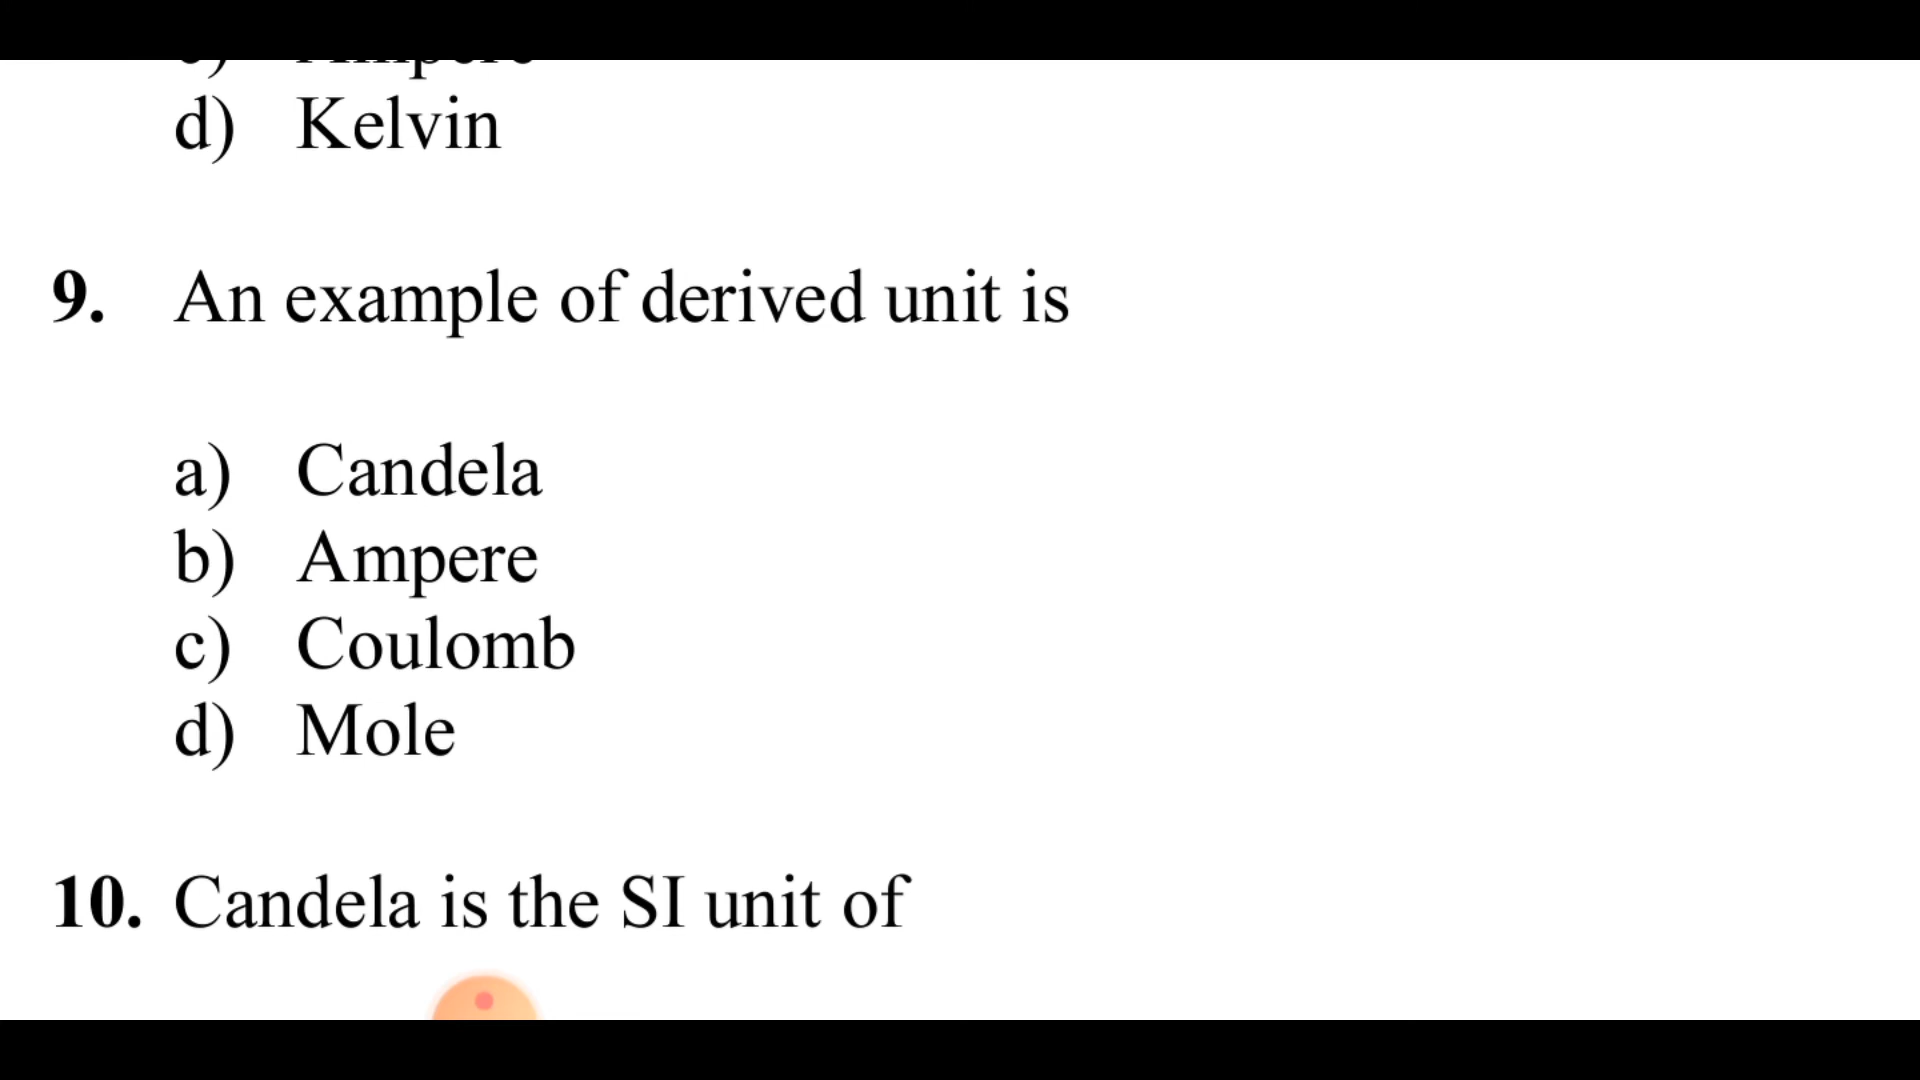 d) Kelvin
9. An example of derived unit is
a) Candela
b) Ampere
c) Coulomb
d) Mole
10. Candela is the SI unit of